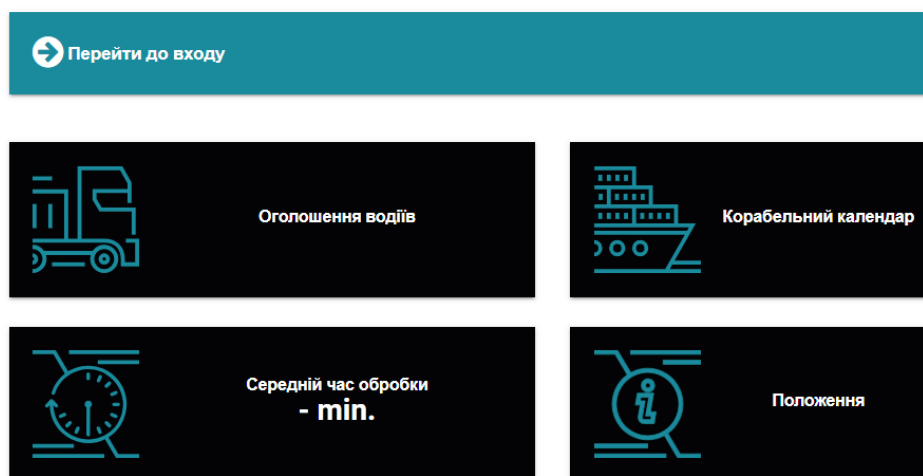 Перейти до входу
Оголошення водіїв
Корабельний календар
Середній час обробки
- min.
Положення